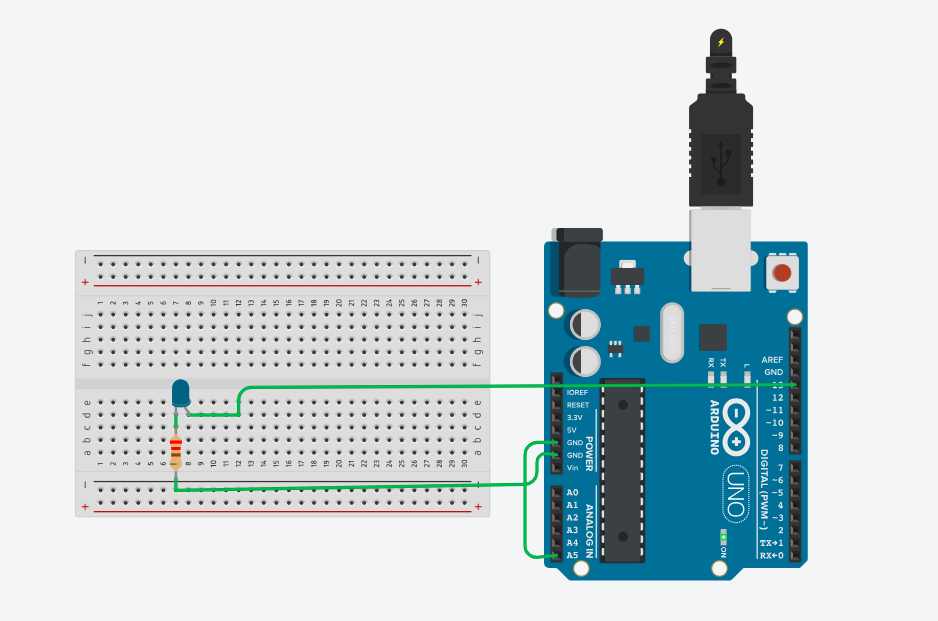 − −
+ +
1 2 3 4 5 6 7 8 9 10 11 12 13 14 15 16 17 18 19 20 21 22 23 24 25 26 27 28 29 30
j j
i i
h h
g g
f f
e e
d d
c c
b b
a a
1 2 3 4 5 6 7 8 9 10 11 12 13 14 15 16 17 18 19 20 21 22 23 24 25 26 27 28 29 30
− −
+ +
IOREF
RESET
3.3V
5V
GND
GND
Vin
POWER
A0
A1
A2
A3
A4
A5
ANALOG IN
RX
TX
L
ARDUINO
UNO
ON
AREF
GND
13
12
~11
~10
~9
8
7
~6
~5
4
~3
2
TX→1
RX←0
DIGITAL (PWM~)